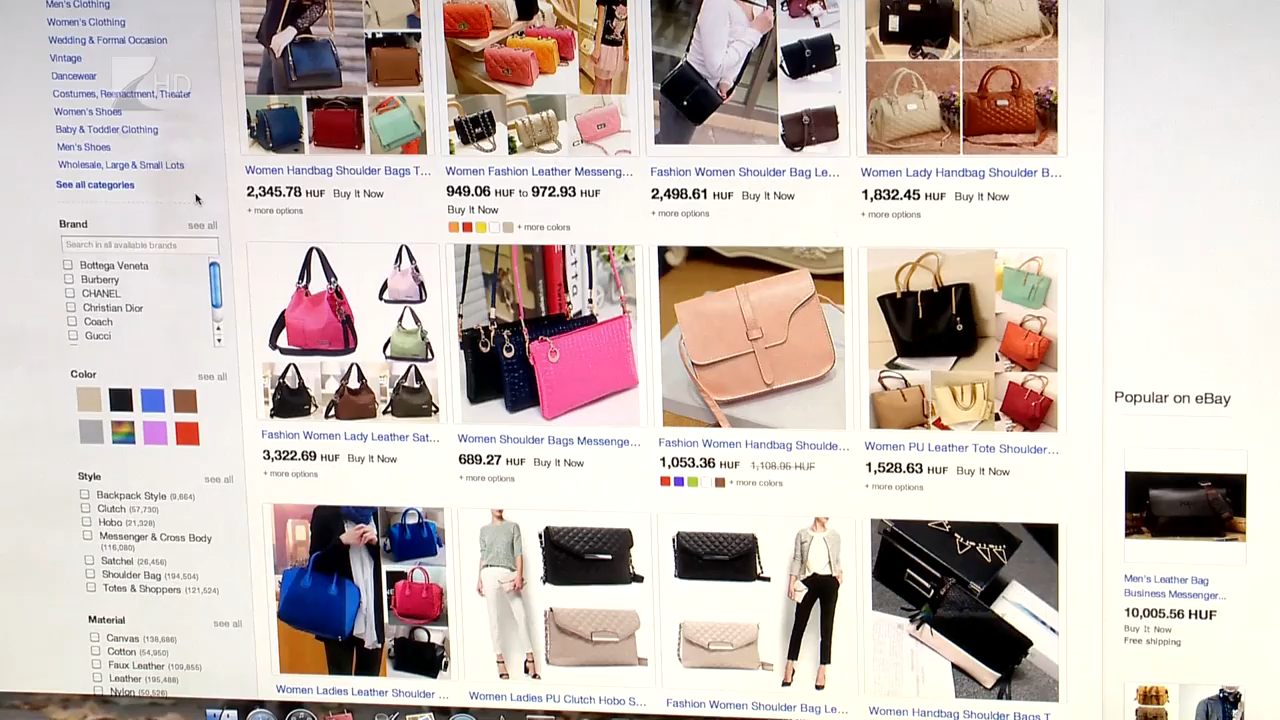 Men's Clothing
Women's Clothing
Wedding & Formal Occasion
Vintage
Dancewear
Costumes, Reenactment, Theater
Women's Shoes
Baby & Toddler Clothing
Men's Shoes
Wholesale, Large & Small Lots
See all categories
HD
Brand see all
Search in all available brands
Bottega Veneta
Burberry
CHANEL
Christian Dior
Coach
Gucci
Color see all
Style see all
Backpack Style (9,664)
Clutch (57,730)
Hobo (21,328)
Messenger & Cross Body
(116,080)
Satchel (26,456)
Shoulder Bag (194,504)
Totes & Shoppers (121,524)
Material see all
Canvas (138,686)
Cotton (54,950)
Faux Leather (109,855)
Leather (195,488)
Nylon (50,526)
Women Handbag Shoulder Bags T...
2,345.78 HUF Buy It Now
+ more options
Women Fashion Leather Messeng...
949.06 HUF to 972.93 HUF
Buy It Now
+ more colors
Fashion Women Shoulder Bag Le...
2,498.61 HUF Buy It Now
+ more options
Women Lady Handbag Shoulder B...
1,832.45 HUF Buy It Now
+ more options
Fashion Women Lady Leather Sat...
3,322.69 HUF Buy It Now
+ more options
Women Shoulder Bags Messenge...
689.27 HUF Buy It Now
+ more options
Fashion Women Handbag Shoulde...
1,053.36 HUF 1,108.95 HUF
+ more colors
Women PU Leather Tote Shoulder...
1,528.63 HUF Buy It Now
+ more options
Women Ladies Leather Shoulder ...
Women Ladies PU Clutch Hobo S...
Fashion Women Shoulder Bag Le...
Women Handbag Shoulder Bags T
Popular on eBay
Men's Leather Bag
Business Messenger...
10,005.56 HUF
Buy It Now
Free shipping